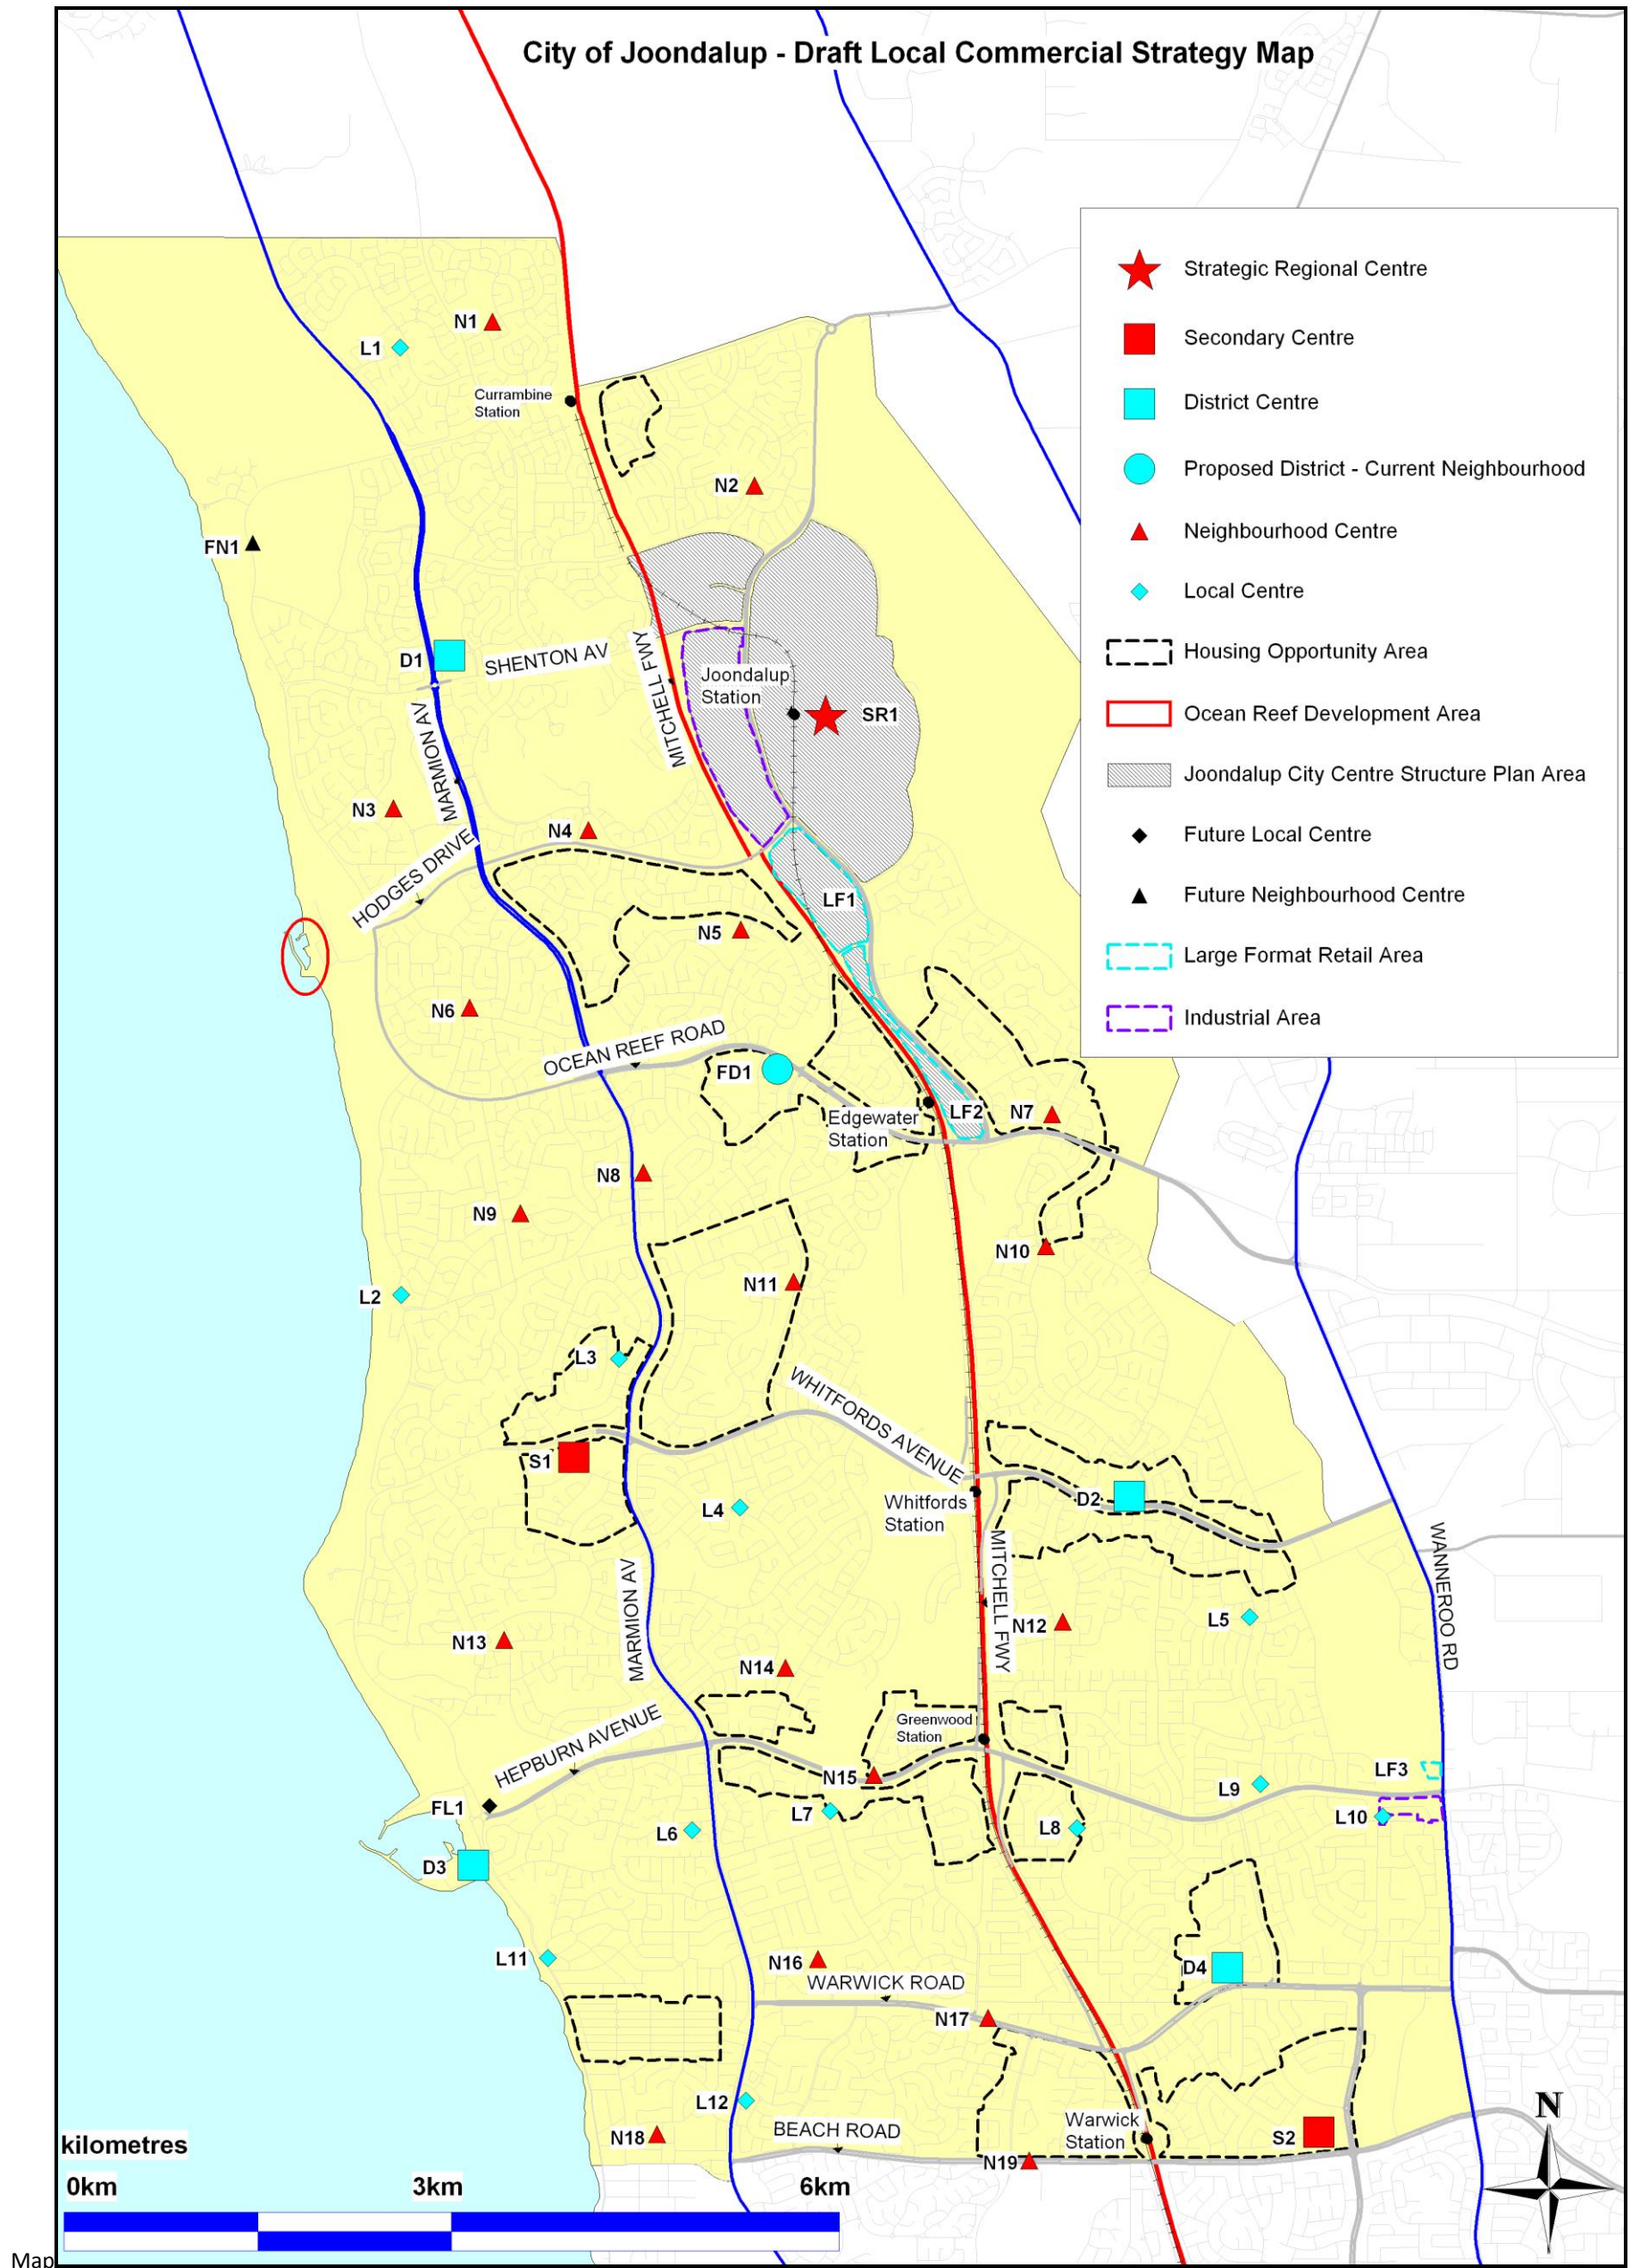 City of Joondalup - Draft Local Commercial Strategy Map
Strategic Regional Centre
Secondary Centre
District Centre
Proposed District - Current Neighbourhood
Neighbourhood Centre
Local Centre
Housing Opportunity Area
Ocean Reef Development Area
Joondalup City Centre Structure Plan Area
Future Local Centre
Future Neighbourhood Centre
Large Format Retail Area
Industrial Area
N1
L1
Currambine
Station
N2
FN1
D1
SHENTON AV
MITCHELL FWY
Joondalup
Station
SR1
MARMION AV
N3
N4
HODGES DRIVE
LF1
N5
N6
OCEAN REEF ROAD
FD1
Edgewater
Station
LF2
N7
N8
N9
N10
N11
L2
L3
WHITFORDS AVENUE
S1
D2
L4
Whitfords
Station
MITCHELL FWY
WANNEROO RD
MARMION AV
L5
N12
N13
N14
HEPBURN AVENUE
Greenwood
Station
N15
LF3
L9
FL1
L7
L10
L6
L8
D3
L11
N16
D4
WARWICK ROAD
N17
L12
Warwick
Station
BEACH ROAD
N18
S2
N19
N
kilometres
0km
3km
6km
Map